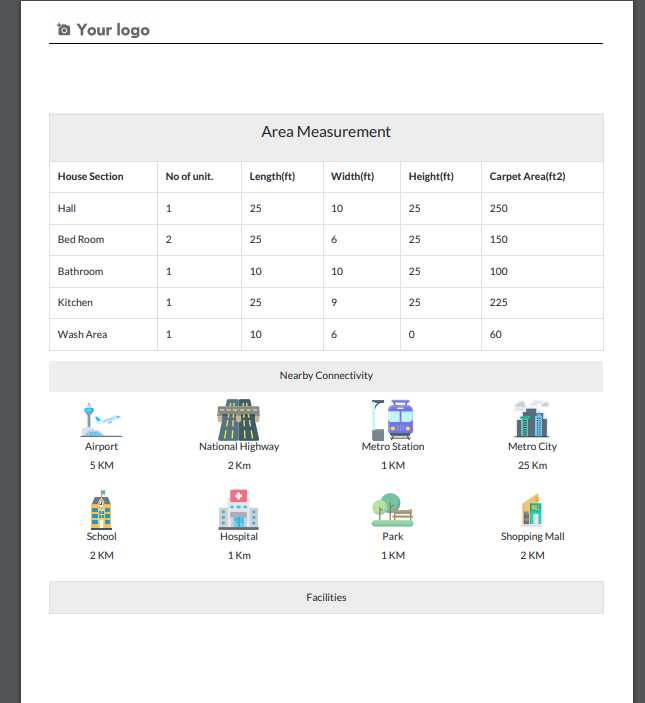 Your logo
Area Measurement
House Section No of unit. Length(ft) Width(ft) Height(ft) Carpet Area(ft2)
Hall 1 25 10 25 250
Bed Room 2 25 6 25 150
Bathroom 1 10 10 25 100
Kitchen 1 25 9 25 225
Wash Area 1 10 6 0 60
Nearby Connectivity
Airport National Highway Metro Station Metro City
5 KM 2 Km 1 KM 25 Km
School Hospital Park Shopping Mall
2 KM 1 Km 1 KM 2 KM
Facilities